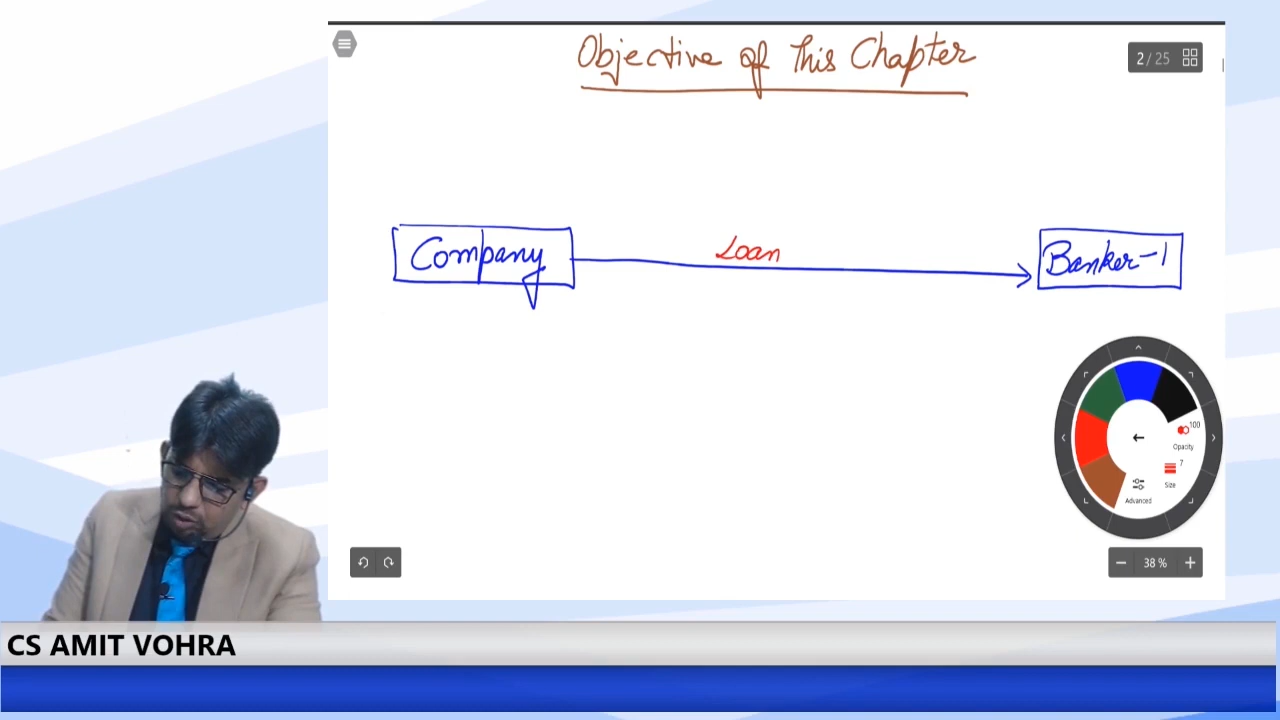 Objective of This Chapter
2/25
Company
Loan
Banker-1
100
Opacity
7
Size
Advanced
38 %
CS AMIT VOHRA